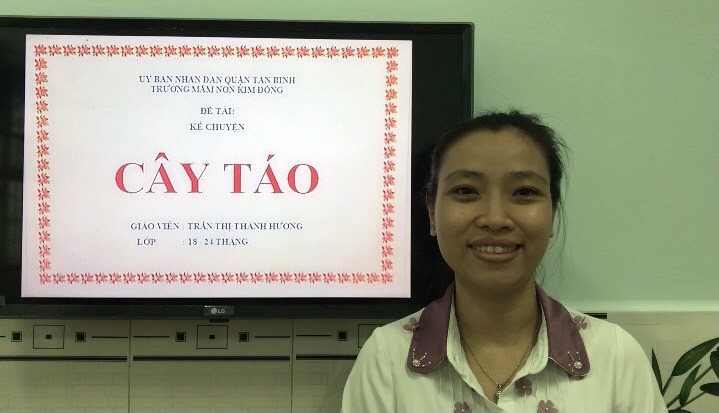 UỶ BAN NHÂN DÂN QUẬN TÂN BÌNH
TRƯỜNG MẦM NON KIM ĐỒNG
ĐỀ TÀI:
KỂ CHUYỆN
CÂY TÁO
GIÁO VIÊN : TRẦN THỊ THANH HƯƠNG
LỚP : 18 - 24 THÁNG
LG